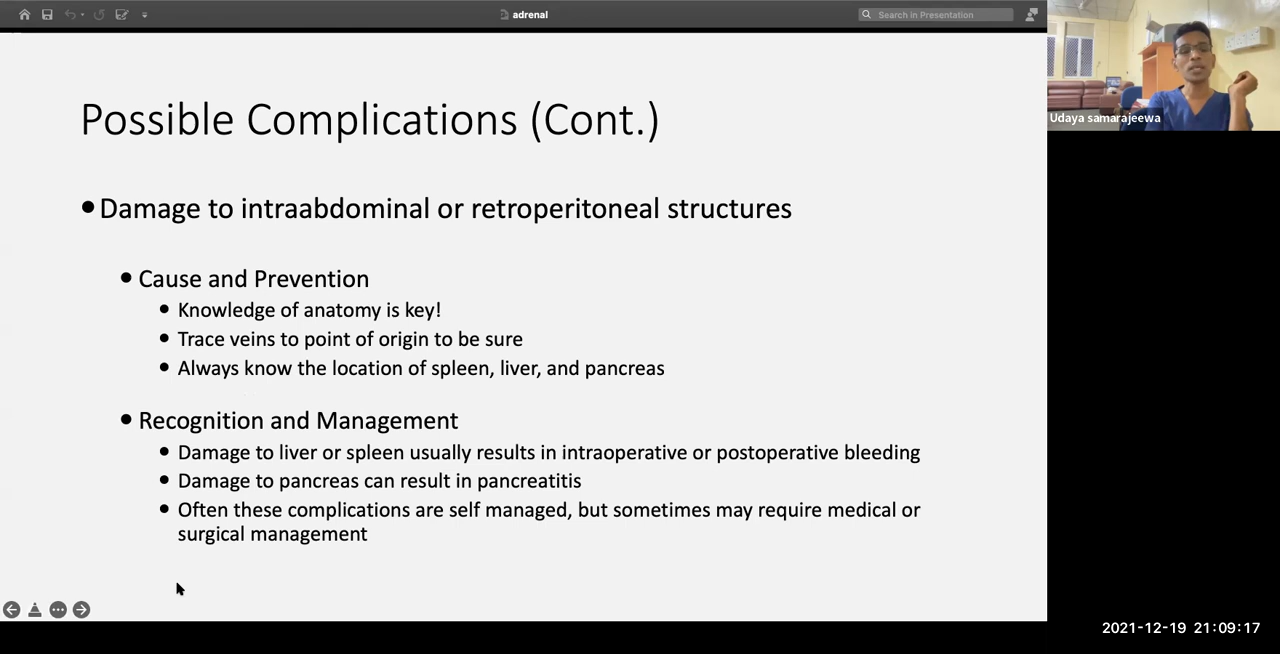 adrenal
Search in Presentation
Udaya samarajeewa
Possible Complications (Cont.)
Damage to intraabdominal or retroperitoneal structures
Cause and Prevention
Knowledge of anatomy is key!
Trace veins to point of origin to be sure
Always know the location of spleen, liver, and pancreas
Recognition and Management
Damage to liver or spleen usually results in intraoperative or postoperative bleeding
Damage to pancreas can result in pancreatitis
Often these complications are self managed, but sometimes may require medical or
surgical management
2021-12-19 21:09:17